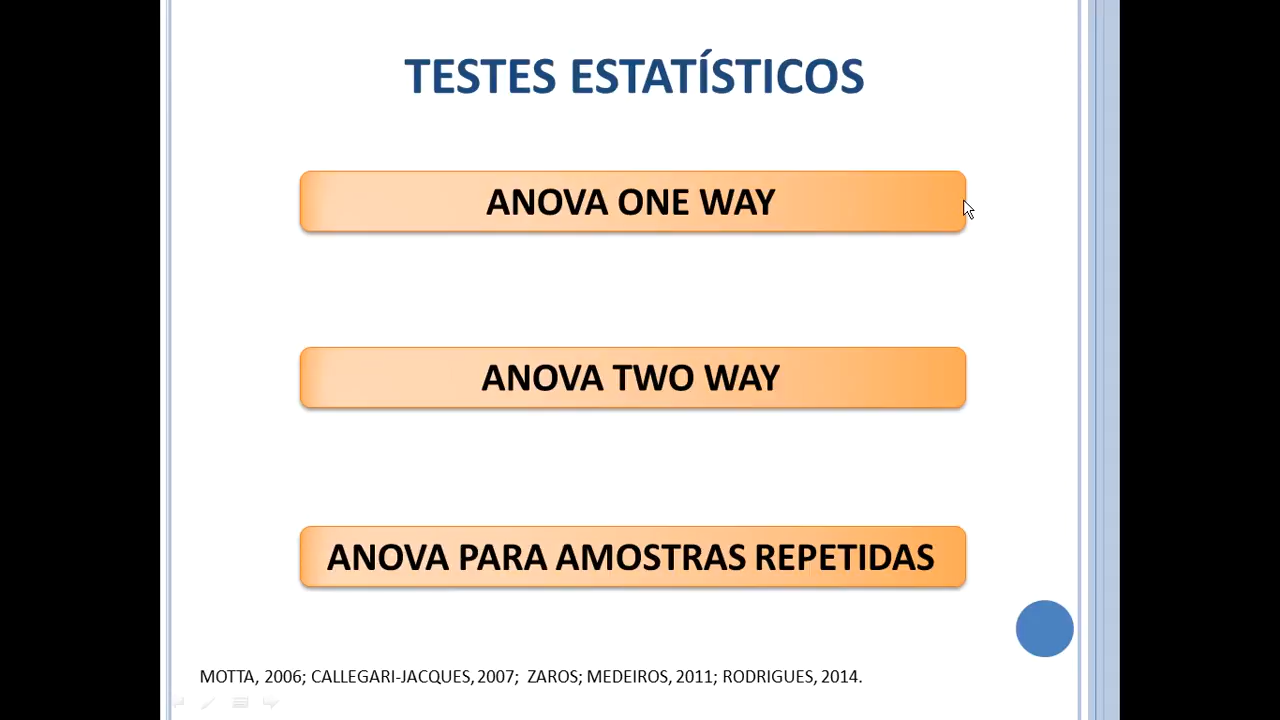 TESTES ESTATÍSTICOS
ANOVA ONE WAY
ANOVA TWO WAY
ANOVA PARA AMOSTRAS REPETIDAS
MOTTA, 2006; CALLEGARI-JACQUES, 2007; ZAROS; MEDEIROS, 2011; RODRIGUES, 2014.